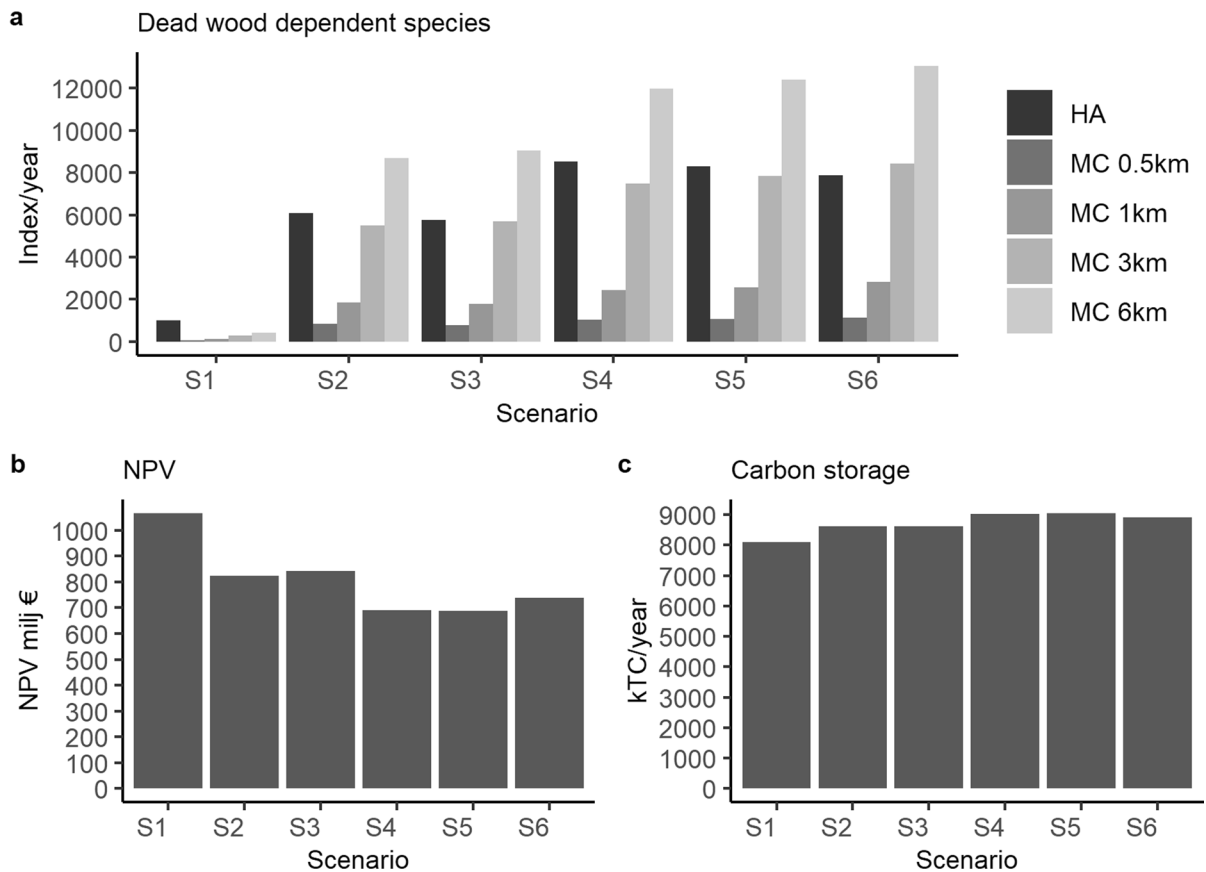 a
Dead wood dependent species
Index/year
12000
10000
8000
6000
4000
2000
0
S1 S2 S3 S4 S5 S6
Scenario
HA
MC 0.5km
MC 1km
MC 3km
MC 6km
b
NPV
NPV milj €
1000
900
800
700
600
500
400
300
200
100
0
S1 S2 S3 S4 S5 S6
Scenario
c
Carbon storage
kTC/year
9000
8000
7000
6000
5000
4000
3000
2000
1000
0
S1 S2 S3 S4 S5 S6
Scenario